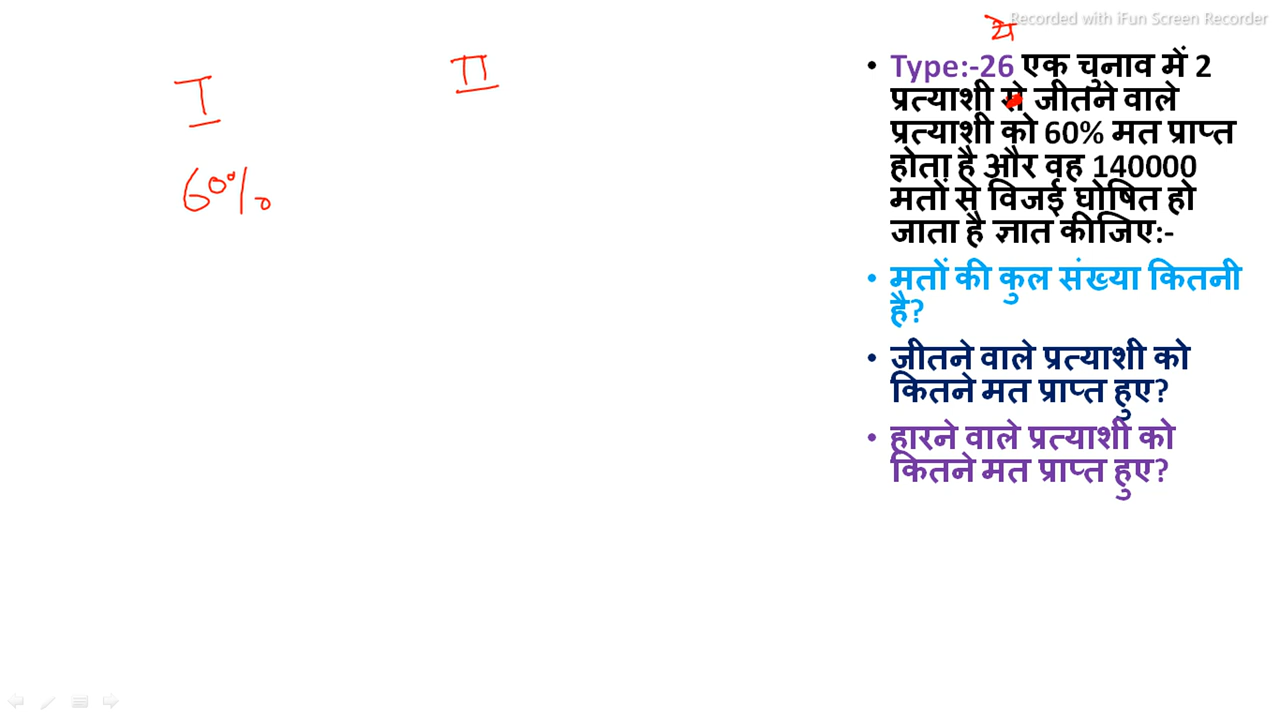 Recorded with iFun Screen Recorder
थे
I
II
60%
• Type:-26 एक चुनाव में 2
प्रत्याशी से जीतने वाले
प्रत्याशी को 60% मत प्राप्त
होता है और वह 140000
मतों से विजई घोषित हो
जाता है ज्ञात कीजिए:-
• मतों की कुल संख्या कितनी
है?
• जीतने वाले प्रत्याशी को
कितने मत प्राप्त हुए?
• हारने वाले प्रत्याशी को
कितने मत प्राप्त हुए?